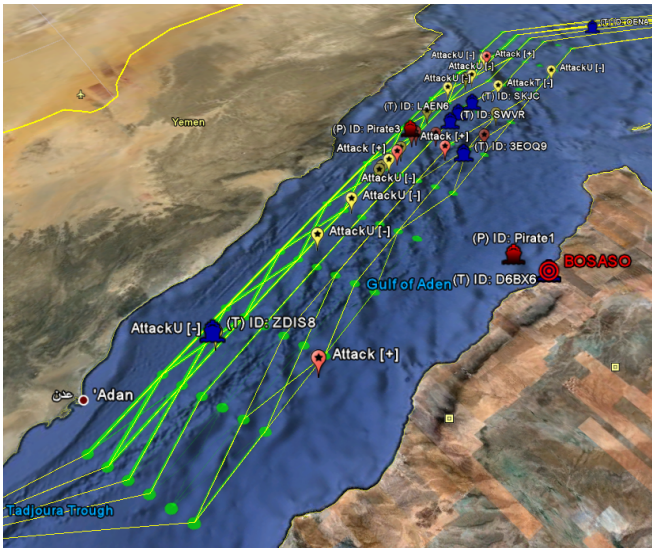 (T) ID: OENA
AttackU [-]
Attack [+]
AttackU [-]
AttackU [-]
AttackU [-]
AttackT [-]
(T) ID: SKJC
(T) ID: LAEN6
(T) ID: SWVR
Yemen
(P) ID: Pirate3
Attack [+]
Attack [+]
(T) ID: 3EOQ9
AttackU [-]
AttackU [-]
AttackU [-]
(P) ID: Pirate1
BOSASO
(T) ID: D6BX6
Gulf of Aden
AttackU [-]
(T) ID: ZDIS8
Attack [+]
عدن
'Adan
Tadjoura Trough